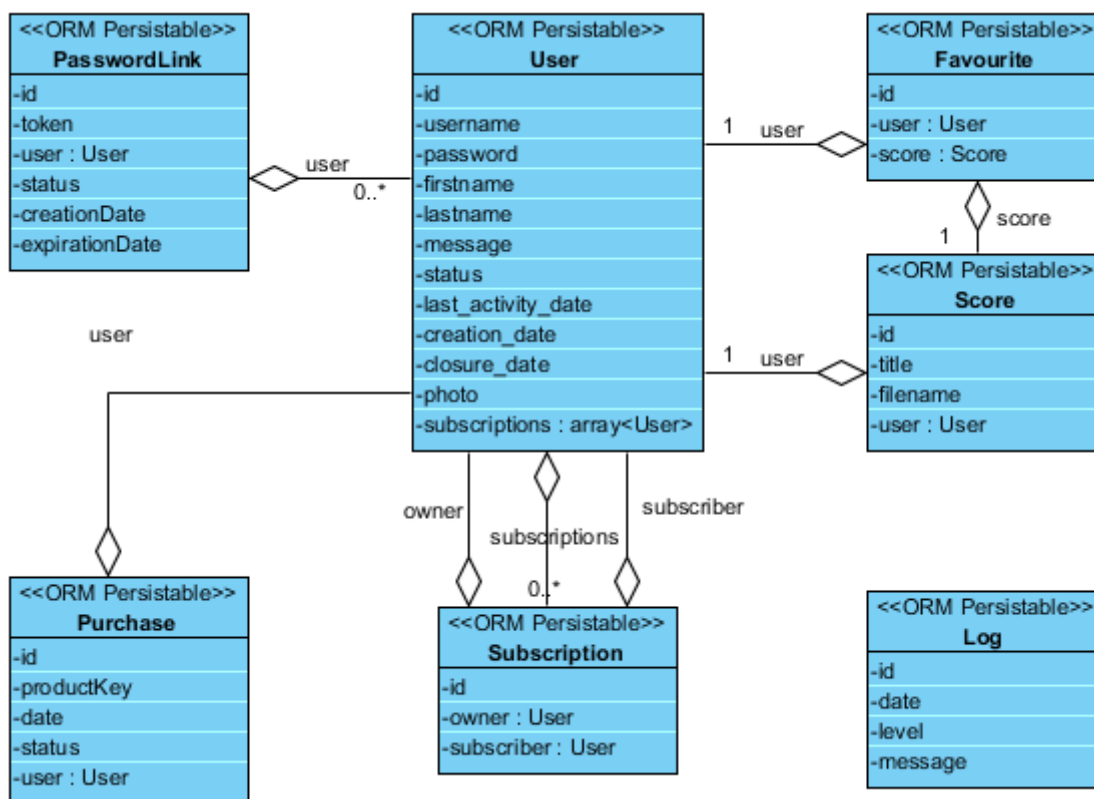 <<ORM Persistable>>
PasswordLink
-id
-token
-user : User
-status
-creationDate
-expirationDate
user
0..*
<<ORM Persistable>>
User
-id
-username
-password
-firstname
-lastname
-message
-status
-last_activity_date
-creation_date
-closure_date
-photo
-subscriptions : array<User>
1 user
<<ORM Persistable>>
Favourite
-id
-user : User
-score : Score
score
1
<<ORM Persistable>>
Score
-id
-title
-filename
-user : User
1 user
user
owner
subscriptions
subscriber
0..*
<<ORM Persistable>>
Purchase
-id
-productKey
-date
-status
-user : User
<<ORM Persistable>>
Subscription
-id
-owner : User
-subscriber : User
<<ORM Persistable>>
Log
-id
-date
-level
-message